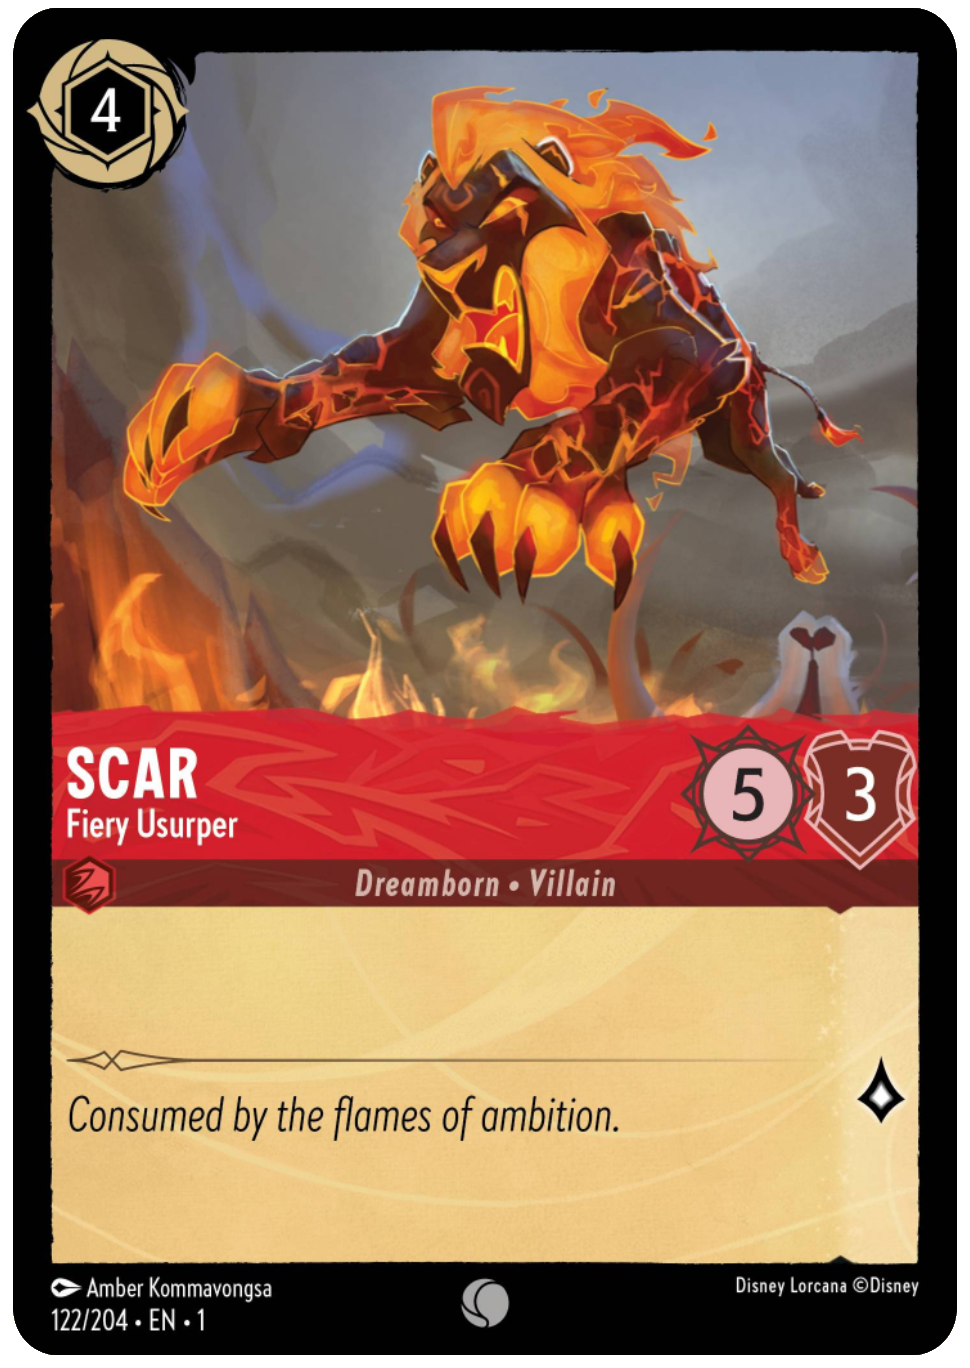 4
SCAR
Fiery Usurper
5
3
Dreamborn • Villain
Consumed by the flames of ambition.
Amber Kommavongsa
122/204 • EN • 1
Disney Lorcana ©Disney